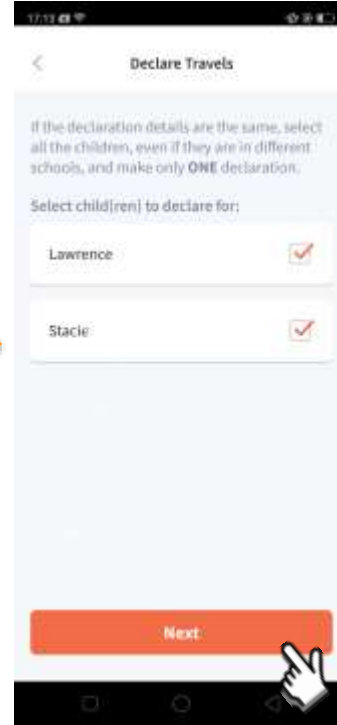 17:13
Declare Travels
If the declaration details are the same, select
all the children, even if they are in different
schools, and make only ONE declaration.
Select child(ren) to declare for:
Lawrence
Stacie
Next